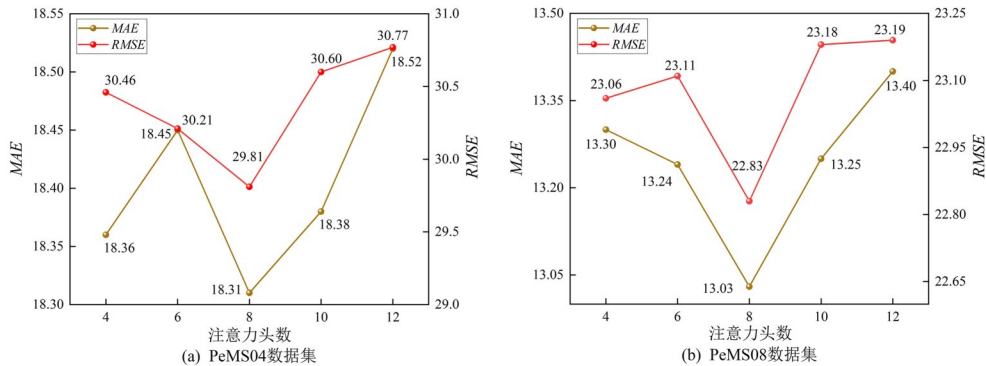 18.55
18.50
18.45
18.40
18.35
18.30
MAE
MAE
RMSE
30.46
30.21
29.81
30.60
30.77
18.36
18.45
18.31
18.38
18.52
31.0
30.5
30.0
29.5
29.0
RMSE
4 6 8 10 12
注意力头数
(a) PeMS04数据集
13.50
13.35
13.20
13.05
MAE
MAE
RMSE
23.06
23.11
22.83
23.18
23.19
13.30
13.24
13.03
13.25
13.40
23.25
23.10
22.95
22.80
22.65
RMSE
4 6 8 10 12
注意力头数
(b) PeMS08数据集